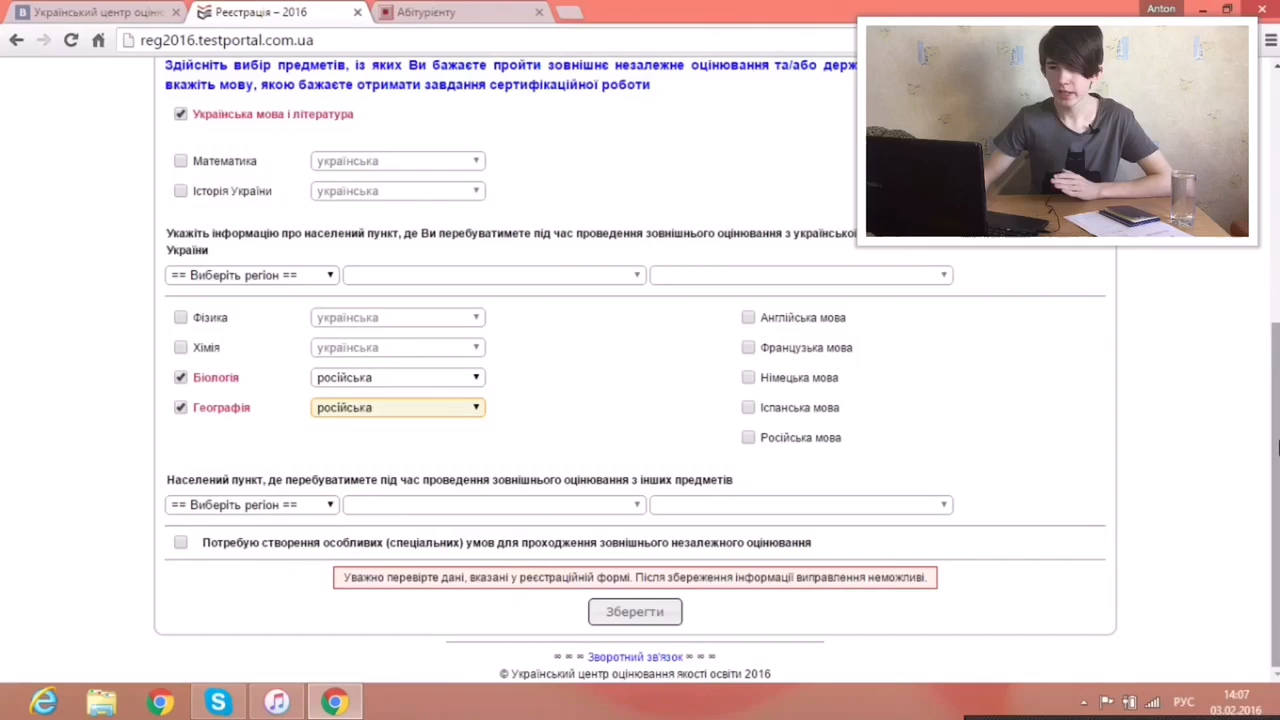 Український центр оцінк
Реєстрація – 2016
Абітурієнту
Anton
reg2016.testportal.com.ua
Здійсніть вибір предметів, із яких Ви бажаєте пройти зовнішнє незалежне оцінювання та/або держ
вкажіть мову, якою бажаєте отримати завдання сертифікаційної роботи
Українська мова і література
Математика українська
Історія України українська
Укажіть інформацію про населений пункт, де Ви перебуватимете під час проведення зовнішнього оцінювання з української
України
== Виберіть регіон ==
Фізика українська Англійська мова
Хімія українська Французька мова
Біологія російська Німецька мова
Географія російська Іспанська мова
Російська мова
Населений пункт, де перебуватимете під час проведення зовнішнього оцінювання з інших предметів
== Виберіть регіон ==
Потребую створення особливих (спеціальних) умов для проходження зовнішнього незалежного оцінювання
Уважно перевірте дані, вказані у реєстраційній формі. Після збереження інформації виправлення неможливі.
Зберегти
∞ ∞ ∞ Зворотний зв'язок ∞ ∞ ∞
© Український центр оцінювання якості освіти 2016
РУС
14:07
03.02.2016